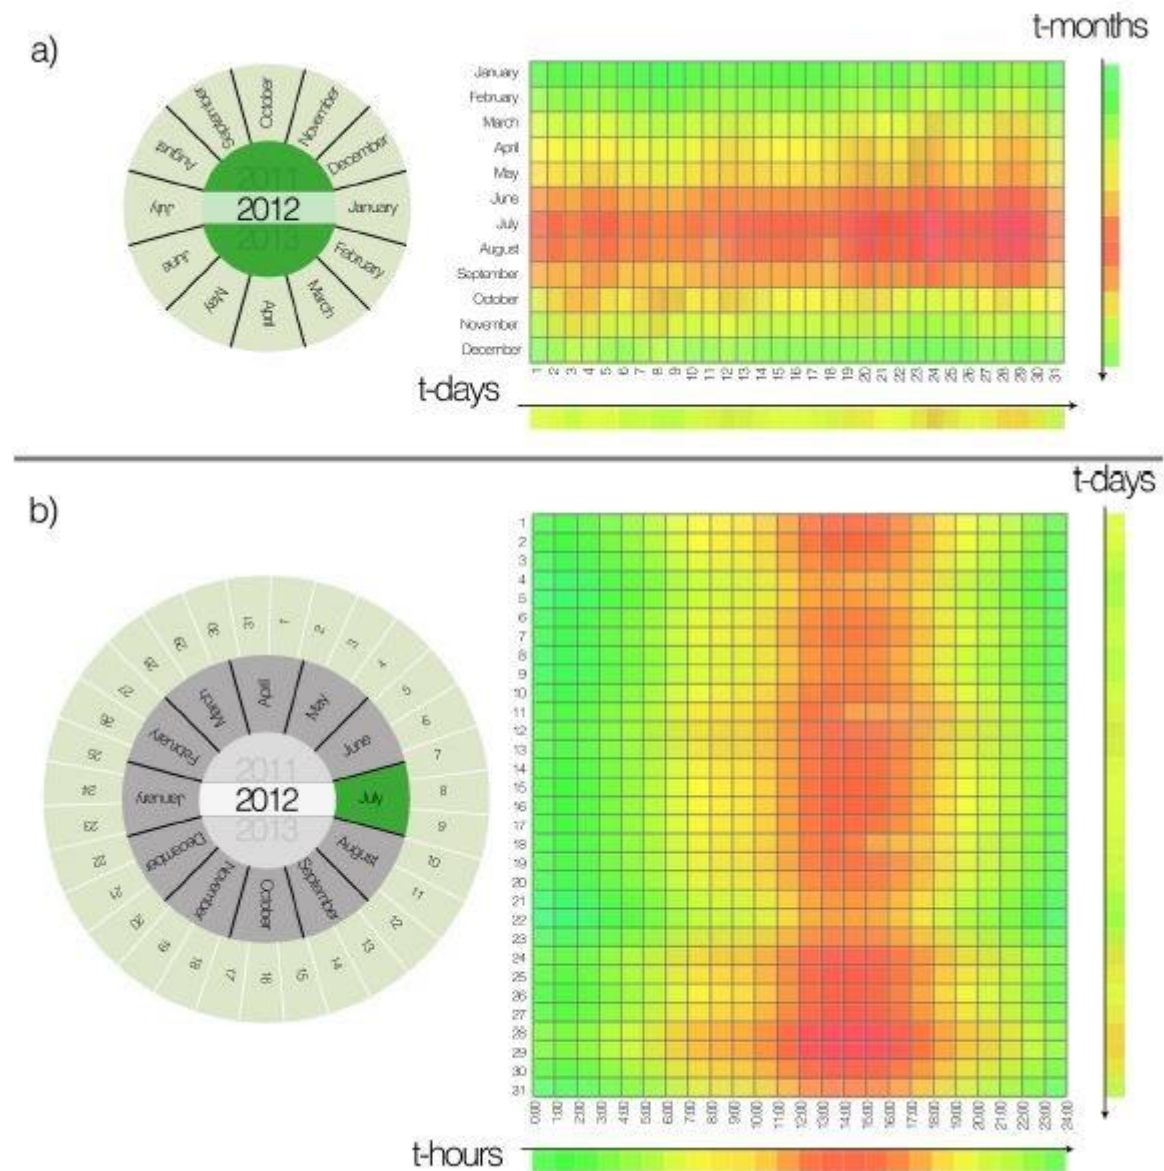 a)
t-months
September
October
November
August
December
July
2011
2012
2013
January
June
February
May
April
March
January
February
March
April
May
June
July
August
September
October
November
December
1 2 3 4 5 6 7 8 9 10 11 12 13 14 15 16 17 18 19 20 21 22 23 24 25 26 27 28 29 30 31
t-days
b)
t-days
1 2 3 4 5 6 7 8 9 10 11 12 13 14 15 16 17 18 19 20 21 22 23 24 25 26 27 28 29 30 31
April
May
June
July
August
September
October
November
December
January
February
March
2011
2012
2013
1
2
3
4
5
6
7
8
9
10
11
12
13
14
15
16
17
18
19
20
21
22
23
24
25
26
27
28
29
30
31
0:00 1:00 2:00 3:00 4:00 5:00 6:00 7:00 8:00 9:00 10:00 11:00 12:00 13:00 14:00 15:00 16:00 17:00 18:00 19:00 20:00 21:00 22:00 23:00 24:00
t-hours